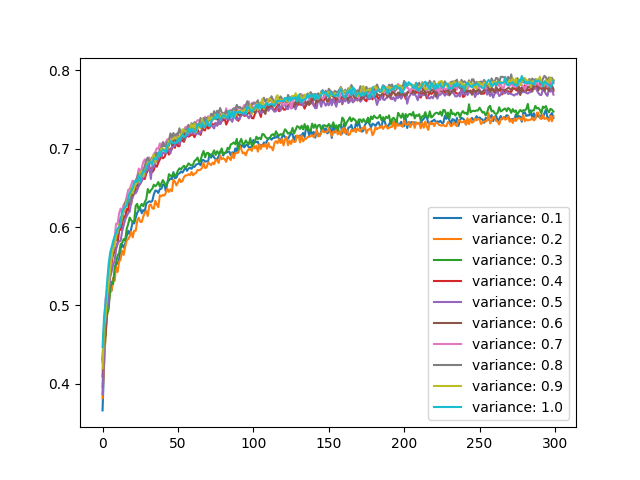 0.8
0.7
0.6
0.5
0.4
0
50
100
150
200
250
300
variance: 0.1
variance: 0.2
variance: 0.3
variance: 0.4
variance: 0.5
variance: 0.6
variance: 0.7
variance: 0.8
variance: 0.9
variance: 1.0